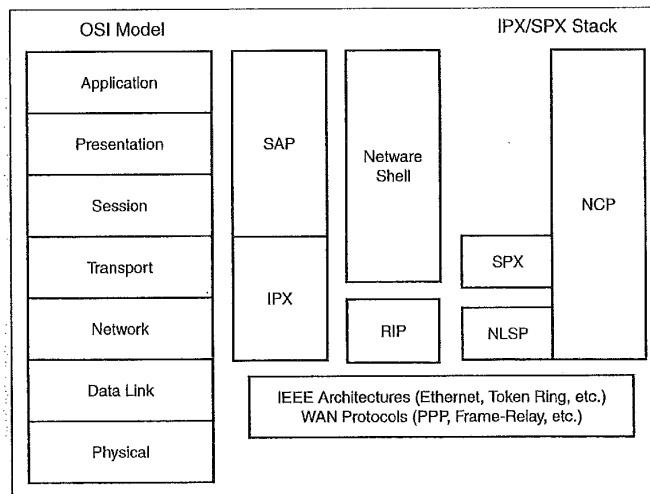 OSI Model
IPX/SPX Stack
Application
Presentation
Session
Transport
Network
Data Link
Physical
SAP
IPX
Netware
Shell
RIP
SPX
NLSP
NCP
IEEE Architectures (Ethernet, Token Ring, etc.)
WAN Protocols (PPP, Frame-Relay, etc.)